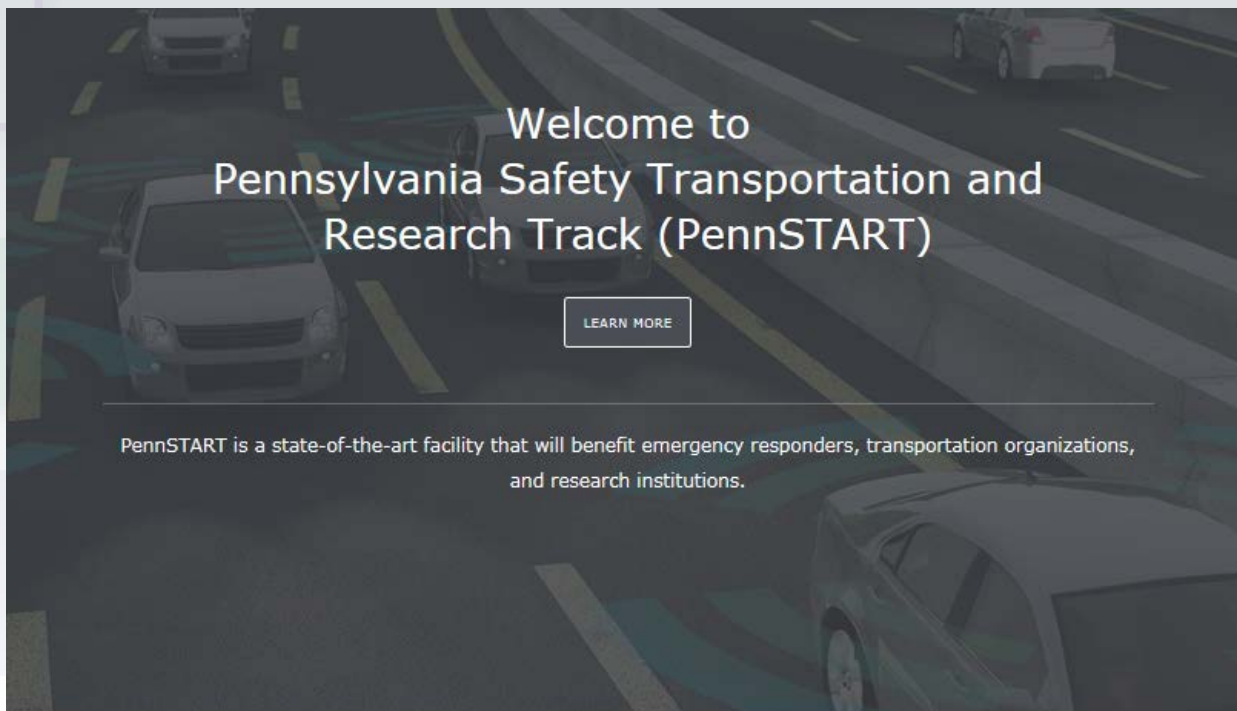 Welcome to
Pennsylvania Safety Transportation and
Research Track (PennSTART)
LEARN MORE
PennSTART is a state-of-the-art facility that will benefit emergency responders, transportation organizations,
and research institutions.